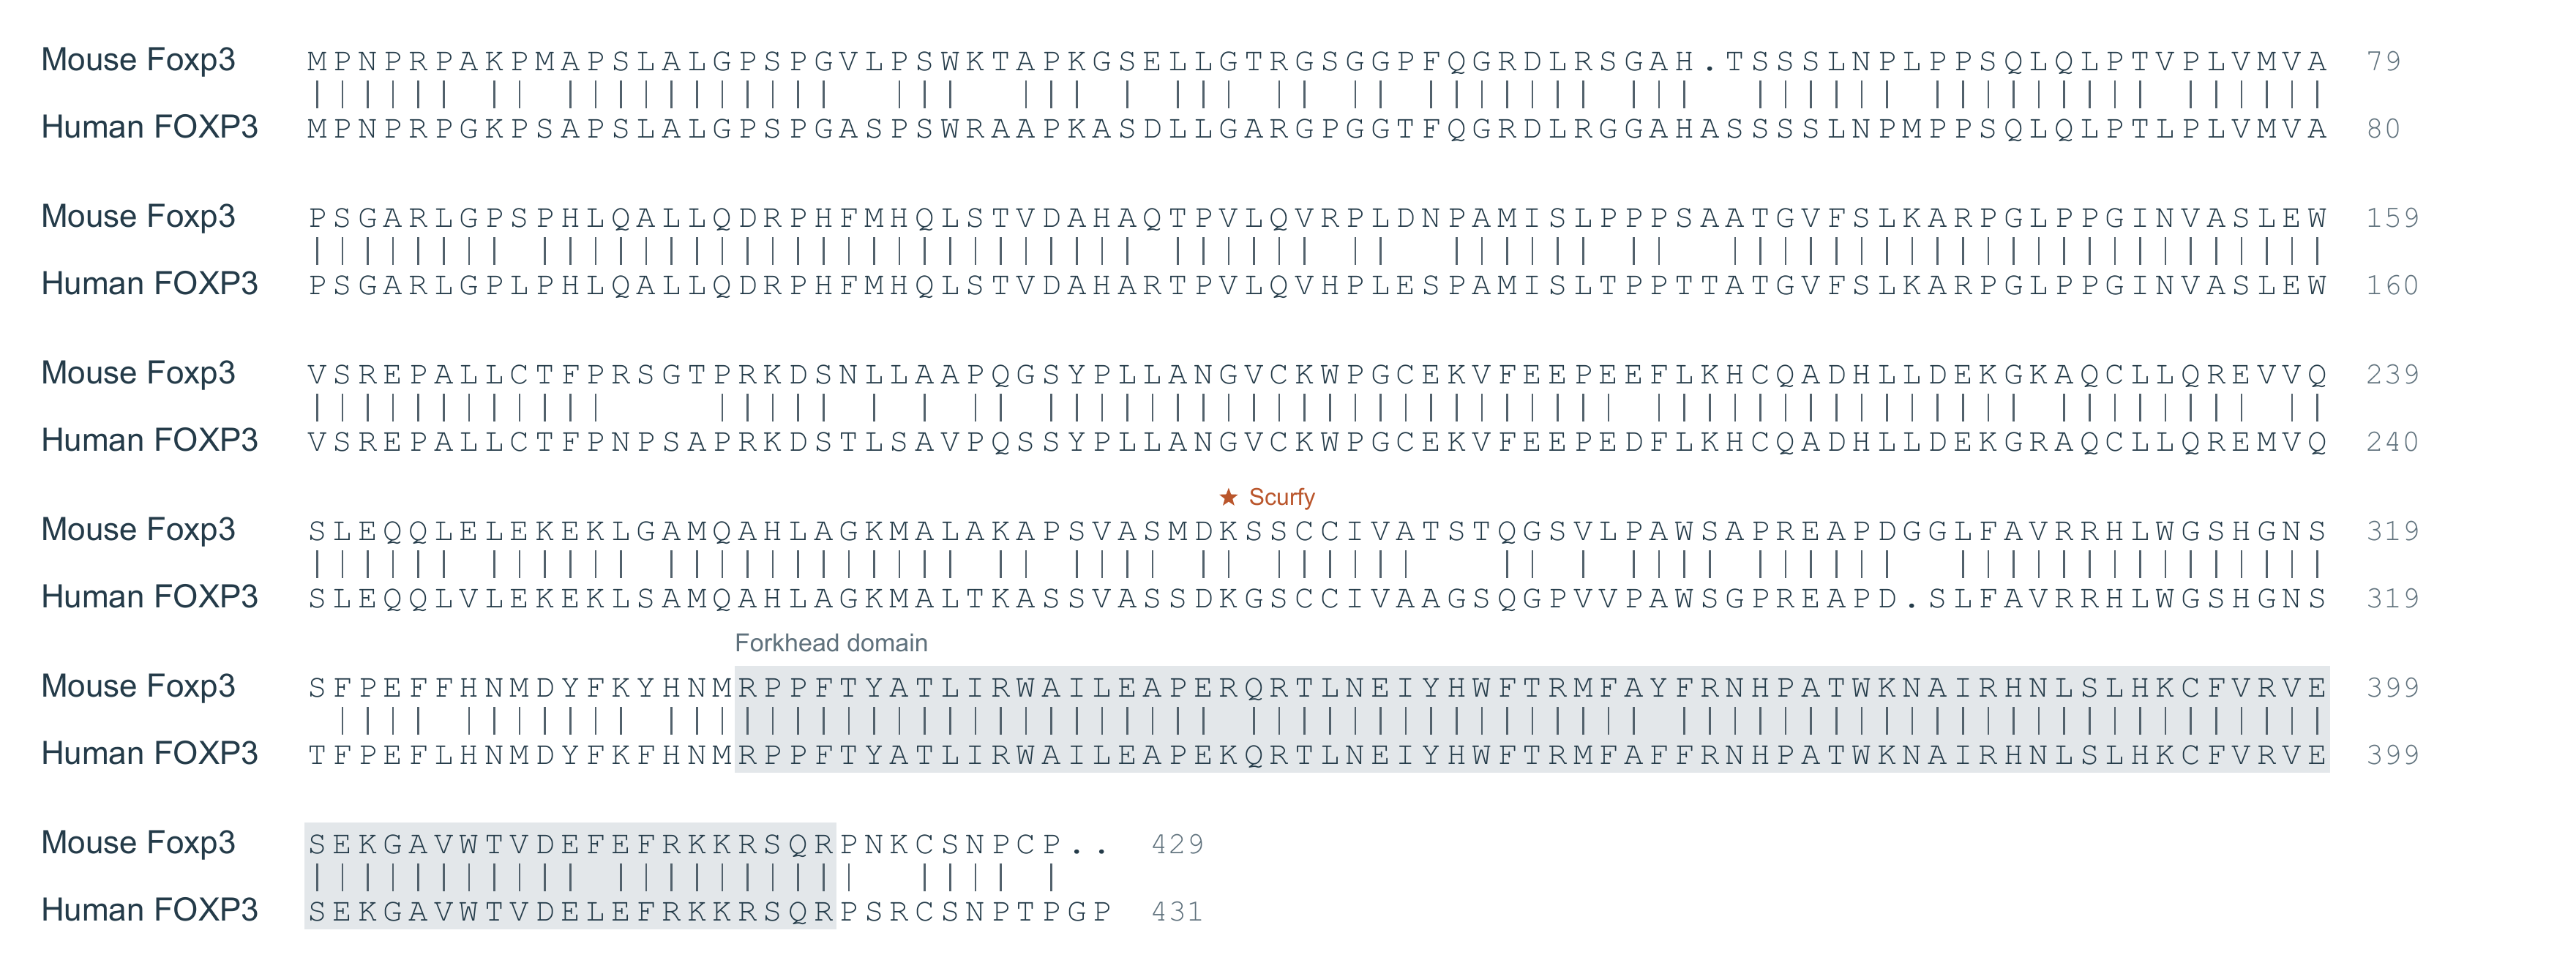 Mouse Foxp3 MPNPRPAKPMAPSLALGPSPGVLPSWKTAPKGSELLGTRGSGGPFQGRDLRSGAH.TSSSLNPLPPSQLQLPTVPLVMVA 79
Human FOXP3 MPNPRPGKPSAPSLALGPSPGASPSWRAAPKASDLLGARGPGGTFQGRDLRGGAHASSSSLNPMPPSQLQLPTLPLVMVA 80
Mouse Foxp3 PSGARLGPSPHLQALLQDRPHFMHQLSTVDAHAQTPVLQVRPLDNPAMISLPPPSAATGVFSLKARPGLPPGINVASLEW 159
Human FOXP3 PSGARLGPLPHLQALLQDRPHFMHQLSTVDAHARTPVLQVHPLESPAMISLTPPTTATGVFSLKARPGLPPGINVASLEW 160
Mouse Foxp3 VSREPALLCTFPRSGTPRKDSNLLAAPQGSYPLLANGVCKWPGCEKVFEEPEEFLKHCQADHLLDEKGKAQCLLQREVVQ 239
Human FOXP3 VSREPALLCTFPNPSAPRKDSTLSAVPQSSYPLLANGVCKWPGCEKVFEEPEDFLKHCQADHLLDEKGRAQCLLQREMVQ 240
★ Scurfy
Mouse Foxp3 SLEQQLELEKEKLGAMQAHLAGKMALAKAPSVASMDKSSCCIVATSTQGSVLPAWSAPREAPDGGLFAVRRHLWGSHGNS 319
Human FOXP3 SLEQQLVLEKEKLSAMQAHLAGKMALTKASSVASSDKGSCCIVAAGSQGPVVPAWSGPREAPD.SLFAVRRHLWGSHGNS 319
Forkhead domain
Mouse Foxp3 SFPEFFHNMDYFKYHNMRPPFTYATLIRWAILEAPERQRTLNEIYHWFTRMFAYFRNHPATWKNAIRHNLSLHKCFVRVE 399
Human FOXP3 TFPEFLHNMDYFKFHNMRPPFTYATLIRWAILEAPEKQRTLNEIYHWFTRMFAFFRNHPATWKNAIRHNLSLHKCFVRVE 399
Mouse Foxp3 SEKGAVWTVDEFEFRKKRSQRPNKCSNPCP.. 429
Human FOXP3 SEKGAVWTVDELEFRKKRSQRPSRCSNPTPGP 431